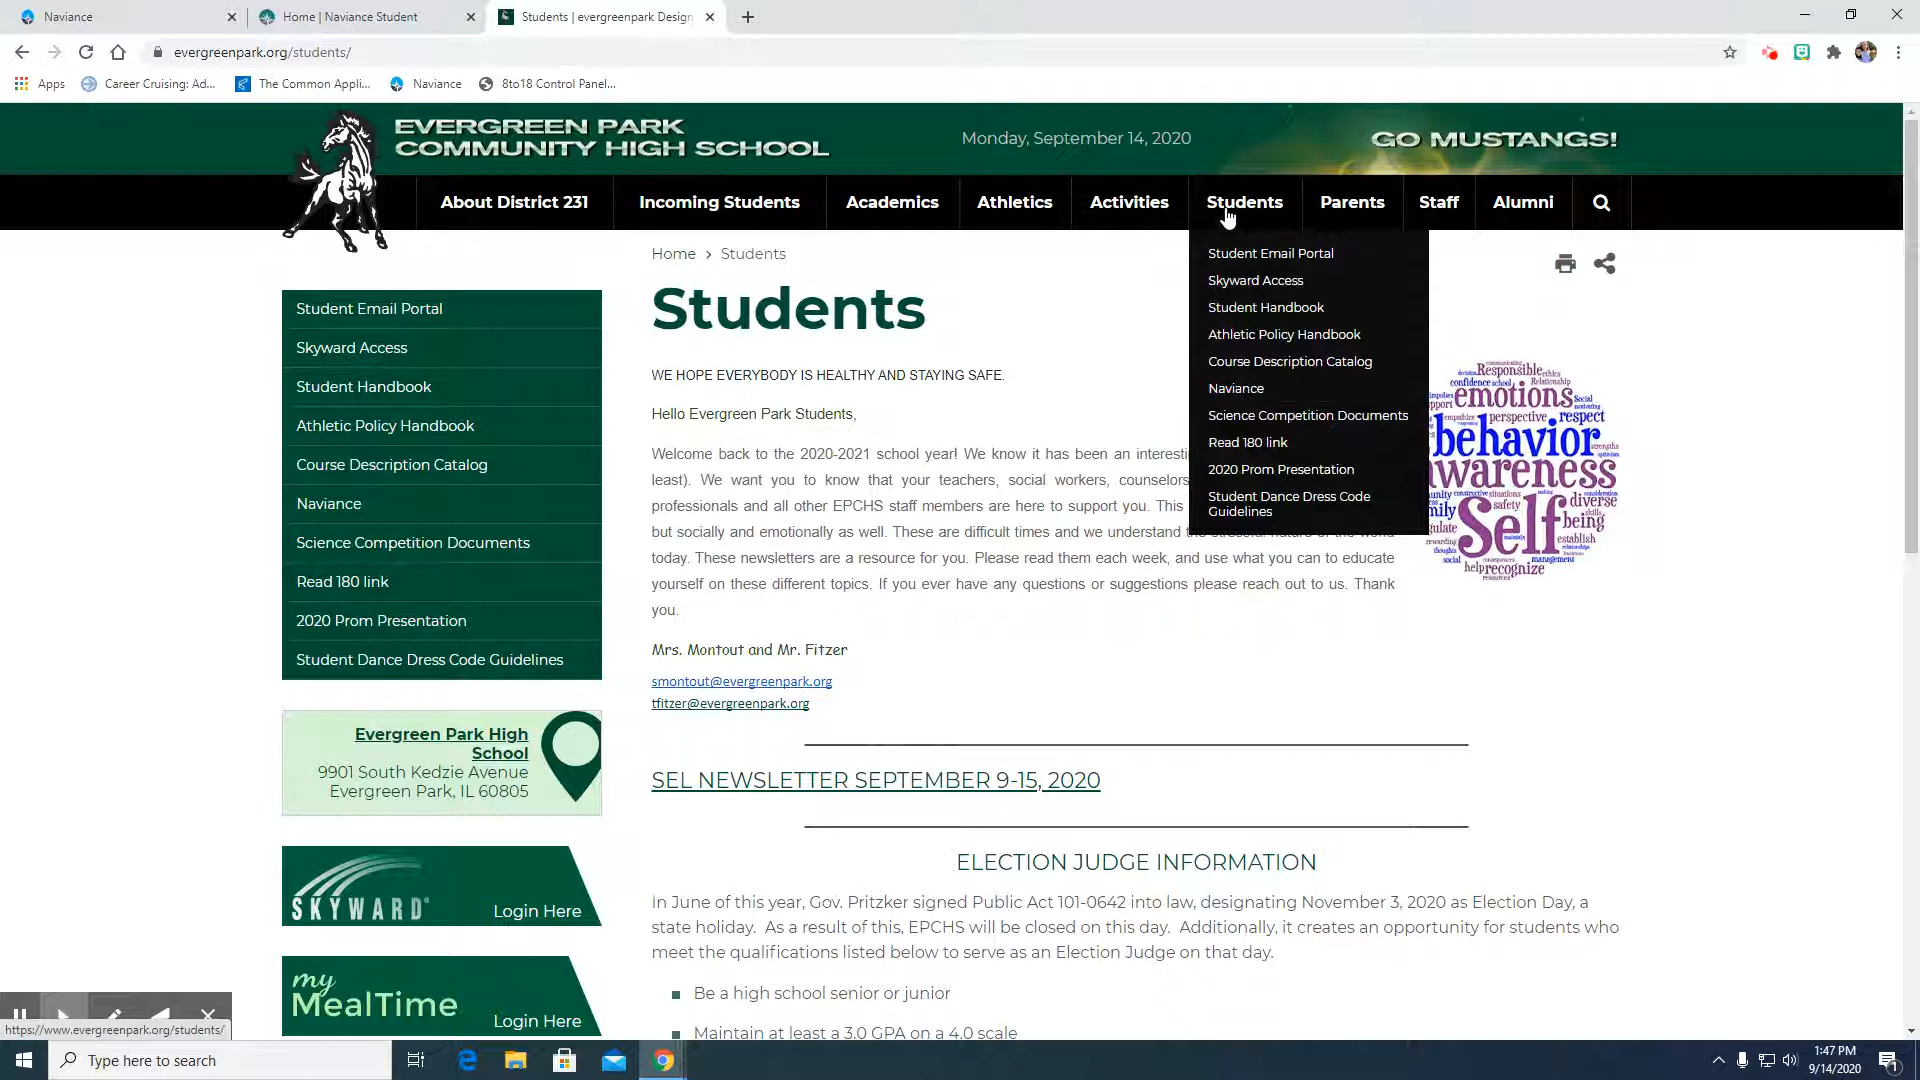 Naviance
Home | Naviance Student
Students | evergreenpark Design
evergreenpark.org/students/
Apps
Career Cruising: Ad...
The Common Appli...
Naviance
8to18 Control Panel...
EVERGREEN PARK
COMMUNITY HIGH SCHOOL
Monday, September 14, 2020
GO MUSTANGS!
About District 231
Incoming Students
Academics
Athletics
Activities
Students
Parents
Staff
Alumni
Student Email Portal
Skyward Access
Student Handbook
Athletic Policy Handbook
Course Description Catalog
Naviance
Science Competition Documents
Read 180 link
2020 Prom Presentation
Student Dance Dress Code
Guidelines
Home > Students
Students
Student Email Portal
Skyward Access
Student Handbook
Athletic Policy Handbook
Course Description Catalog
Naviance
Science Competition Documents
Read 180 link
2020 Prom Presentation
Student Dance Dress Code Guidelines
WE HOPE EVERYBODY IS HEALTHY AND STAYING SAFE.
Hello Evergreen Park Students,
Welcome back to the 2020-2021 school year! We know it has been an interesti
least). We want you to know that your teachers, social workers, counselors
professionals and all other EPCHS staff members are here to support you. This
but socially and emotionally as well. These are difficult times and we understand the stressful nature of the world
today. These newsletters are a resource for you. Please read them each week, and use what you can to educate
yourself on these different topics. If you ever have any questions or suggestions please reach out to us. Thank
you.
Mrs. Montout and Mr. Fitzer
smontout@evergreenpark.org
tfitzer@evergreenpark.org
Responsible
emotions
perspective respect
behavior
awareness
safety
diverse
Self
being
establish
management
help recognize
Evergreen Park High
School
9901 South Kedzie Avenue
Evergreen Park, IL 60805
SKYWARD
Login Here
my
MealTime
Login Here
SEL NEWSLETTER SEPTEMBER 9-15, 2020
ELECTION JUDGE INFORMATION
In June of this year, Gov. Pritzker signed Public Act 101-0642 into law, designating November 3, 2020 as Election Day, a
state holiday. As a result of this, EPCHS will be closed on this day. Additionally, it creates an opportunity for students who
meet the qualifications listed below to serve as an Election Judge on that day.
Be a high school senior or junior
Maintain at least a 3.0 GPA on a 4.0 scale
https://www.evergreenpark.org/students/
Type here to search
1:47 PM
9/14/2020
1